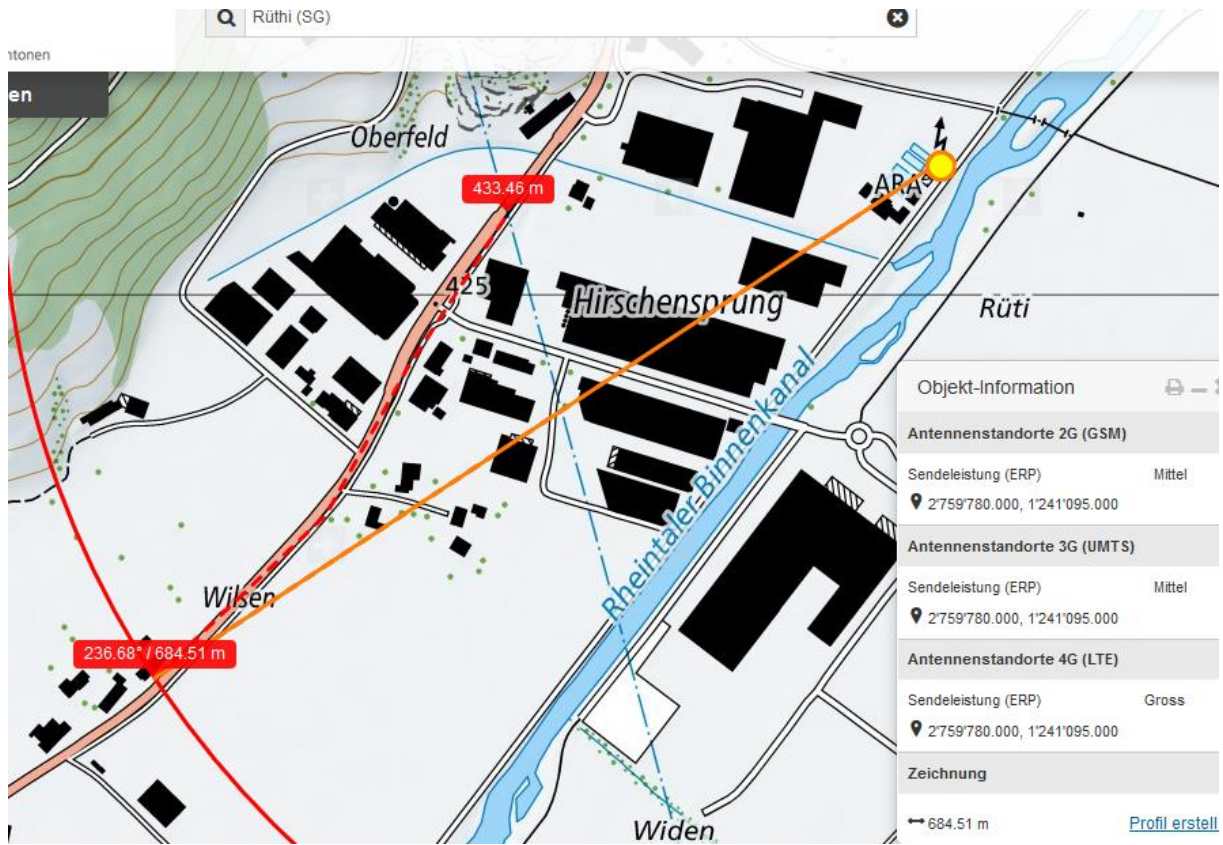 Rüthi (SG)
ntonen
en
Oberfeld
433.46 m
ARA
425
Hirschensprung
Rüti
Rheintaler-Binnenkanal
Wilsen
236.68° / 684.51 m
Widen
Objekt-Information
Antennenstandorte 2G (GSM)
Sendeleistung (ERP) Mittel
2'759'780.000, 1'241'095.000
Antennenstandorte 3G (UMTS)
Sendeleistung (ERP) Mittel
2'759'780.000, 1'241'095.000
Antennenstandorte 4G (LTE)
Sendeleistung (ERP) Gross
2'759'780.000, 1'241'095.000
Zeichnung
684.51 m Profil erstell